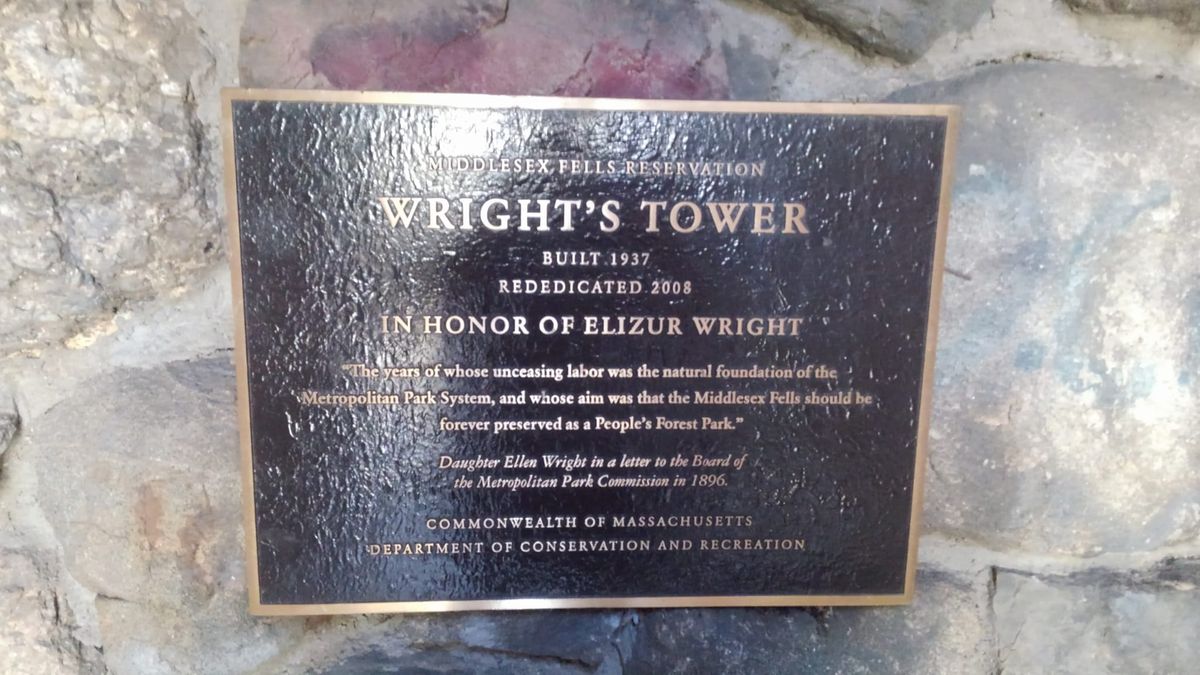 MIDDLESEX FELLS RESERVATION
WRIGHT'S TOWER
BUILT 1937
REDEDICATED 2008
IN HONOR OF ELIZUR WRIGHT
"The years of whose unceasing labor was the natural foundation of the
Metropolitan Park System, and whose aim was that the Middlesex Fells should be
forever preserved as a People's Forest Park."
Daughter Ellen Wright in a letter to the Board of
the Metropolitan Park Commission in 1896.
COMMONWEALTH OF MASSACHUSETTS
DEPARTMENT OF CONSERVATION AND RECREATION